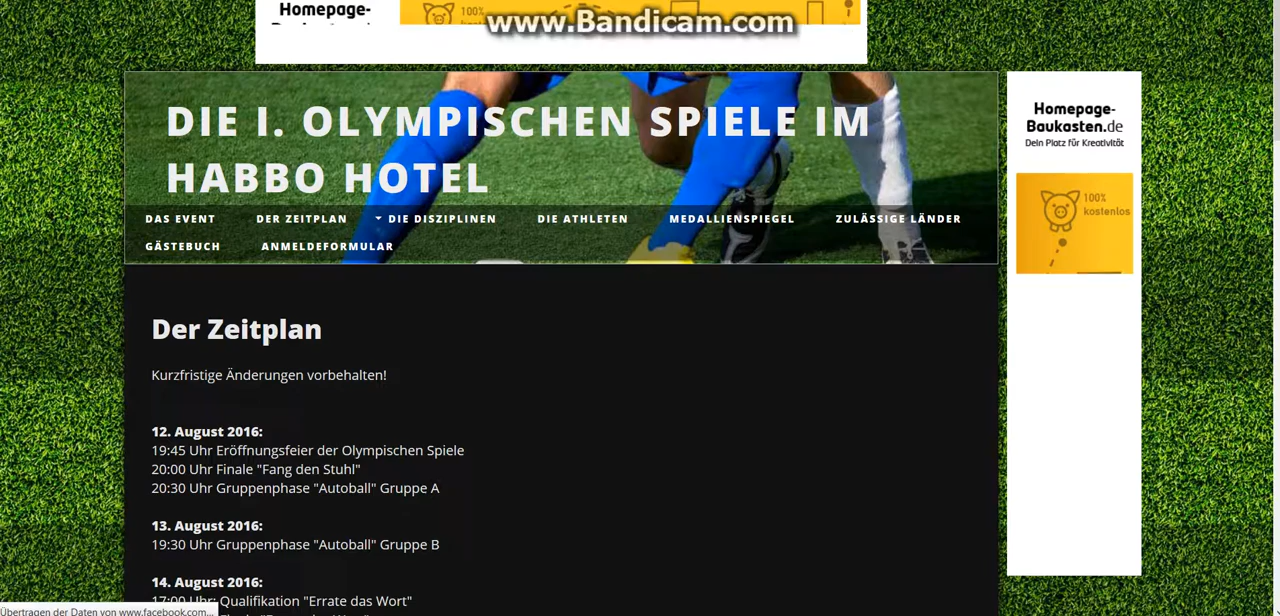 Homepage-
100%
www.Bandicam.com
DIE I. OLYMPISCHEN SPIELE IM
HABBO HOTEL
DAS EVENT DER ZEITPLAN DIE DISZIPLINEN DIE ATHLETEN MEDALLIENSPIEGEL ZULÄSSIGE LÄNDER
GÄSTEBUCH ANMELDEFORMULAR
Homepage-
Baukasten.de
Dein Platz für Kreativität
100%
kostenlos
Der Zeitplan
Kurzfristige Änderungen vorbehalten!
12. August 2016:
19:45 Uhr Eröffnungsfeier der Olympischen Spiele
20:00 Uhr Finale "Fang den Stuhl"
20:30 Uhr Gruppenphase "Autoball" Gruppe A
13. August 2016:
19:30 Uhr Gruppenphase "Autoball" Gruppe B
14. August 2016:
17:00 Uhr Qualifikation "Errate das Wort"
Übertragen der Daten von www.facebook.com...